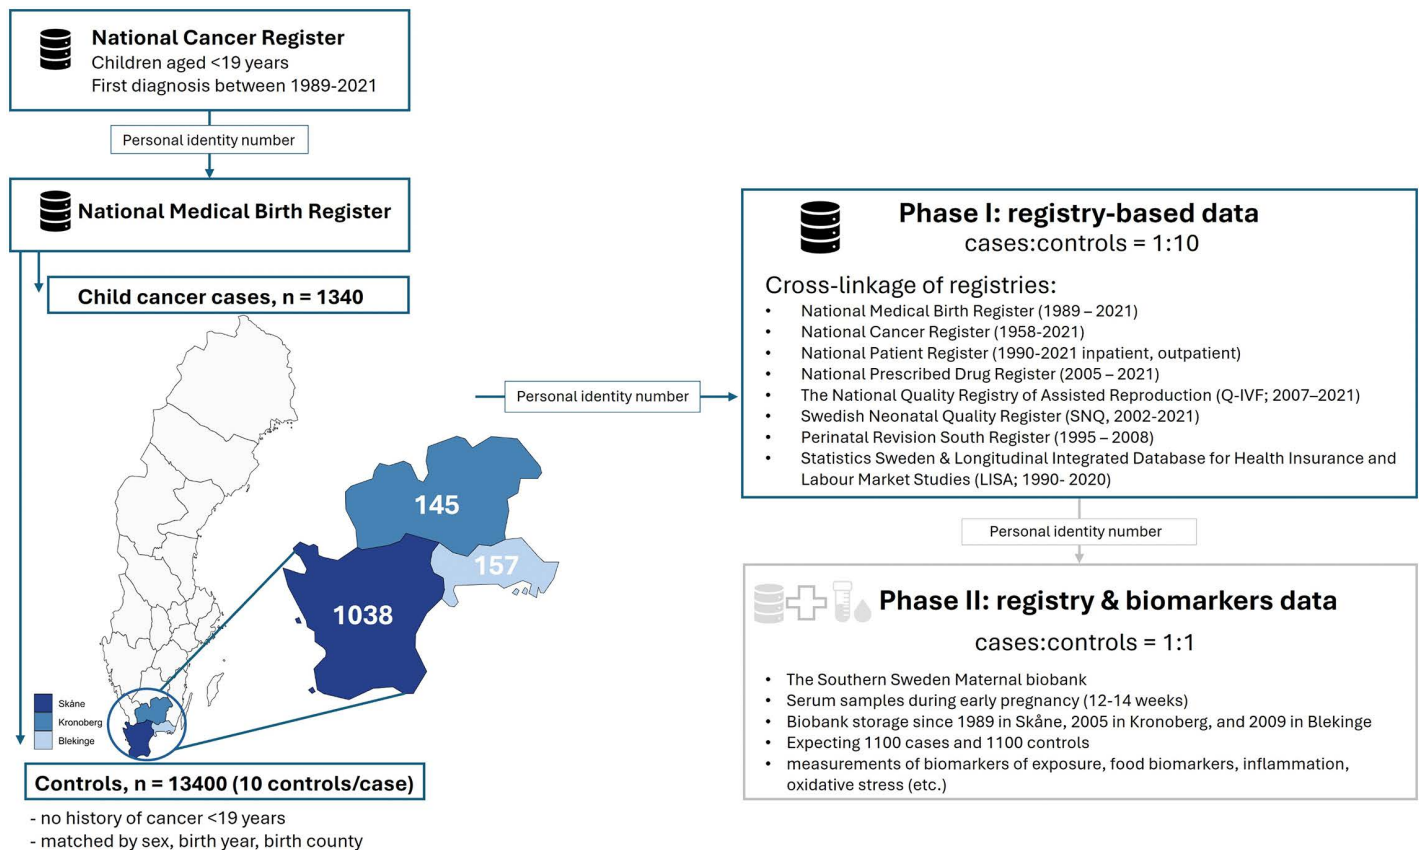 National Cancer Register
Children aged <19 years
First diagnosis between 1989-2021
Personal identity number
National Medical Birth Register
Child cancer cases, n = 1340
145
157
1038
Skåne
Kronoberg
Blekinge
Controls, n = 13400 (10 controls/case)
- no history of cancer <19 years
- matched by sex, birth year, birth county
Personal identity number
Phase I: registry-based data
cases:controls = 1:10
Cross-linkage of registries:
• National Medical Birth Register (1989 – 2021)
• National Cancer Register (1958-2021)
• National Patient Register (1990-2021 inpatient, outpatient)
• National Prescribed Drug Register (2005 – 2021)
• The National Quality Registry of Assisted Reproduction (Q-IVF; 2007–2021)
• Swedish Neonatal Quality Register (SNQ, 2002-2021)
• Perinatal Revision South Register (1995 – 2008)
• Statistics Sweden & Longitudinal Integrated Database for Health Insurance and
Labour Market Studies (LISA; 1990- 2020)
Personal identity number
Phase II: registry & biomarkers data
cases:controls = 1:1
• The Southern Sweden Maternal biobank
• Serum samples during early pregnancy (12-14 weeks)
• Biobank storage since 1989 in Skåne, 2005 in Kronoberg, and 2009 in Blekinge
• Expecting 1100 cases and 1100 controls
• measurements of biomarkers of exposure, food biomarkers, inflammation,
oxidative stress (etc.)